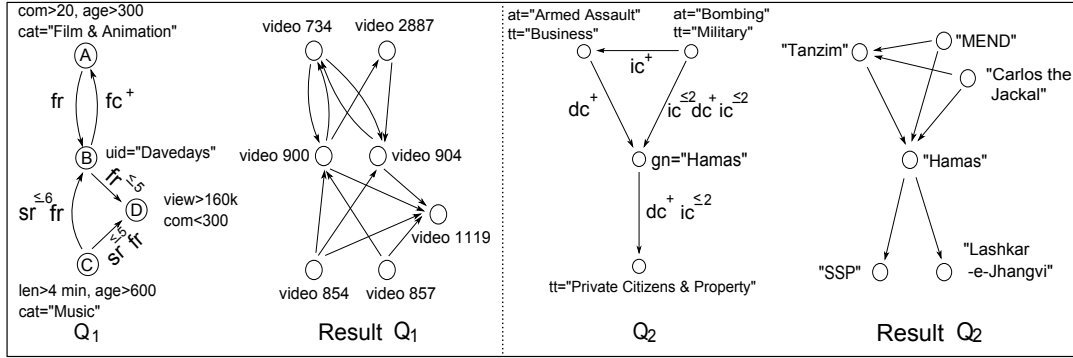 com>20, age>300
cat="Film & Animation"
A
fr
fc+
B
uid="Davedays"
fr≤5
D
view>160k
com<300
sr≤6fr
sr≤5fr
C
len>4 min, age>600
cat="Music"
Q1
video 734
video 2887
video 900
video 904
video 1119
video 854
video 857
Result Q1
at="Armed Assault"
tt="Business"
at="Bombing"
tt="Military"
ic+
dc+
ic≤2dc+ic≤2
gn="Hamas"
dc+ ic≤2
tt="Private Citizens & Property"
Q2
"Tanzim"
"MEND"
"Carlos the
Jackal"
"Hamas"
"SSP"
"Lashkar
-e-Jhangvi"
Result Q2